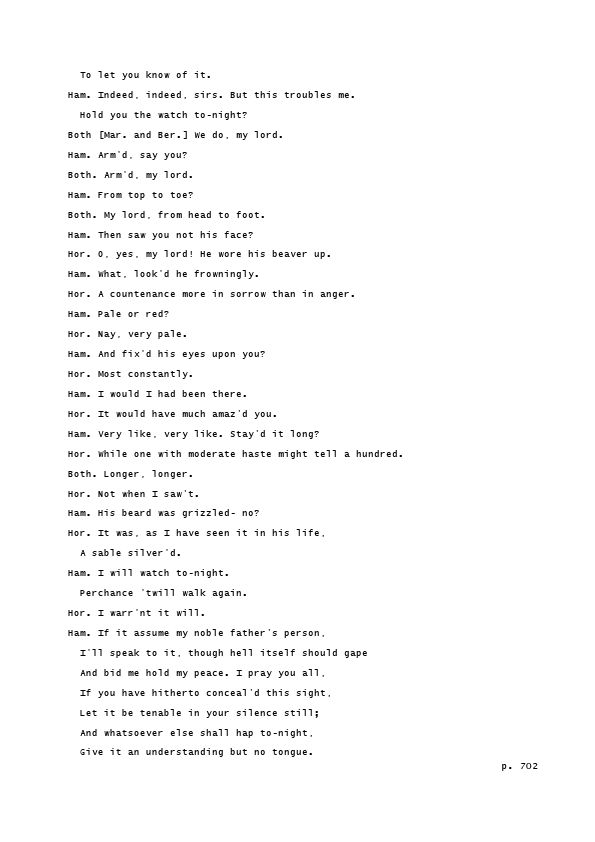 To let you know of it.
Ham. Indeed, indeed, sirs. But this troubles me.
Hold you the watch to-night?
Both [Mar. and Ber.] We do, my lord.
Ham. Arm'd, say you?
Both. Arm'd, my lord.
Ham. From top to toe?
Both. My lord, from head to foot.
Ham. Then saw you not his face?
Hor. O, yes, my lord! He wore his beaver up.
Ham. What, look'd he frowningly.
Hor. A countenance more in sorrow than in anger.
Ham. Pale or red?
Hor. Nay, very pale.
Ham. And fix'd his eyes upon you?
Hor. Most constantly.
Ham. I would I had been there.
Hor. It would have much amaz'd you.
Ham. Very like, very like. Stay'd it long?
Hor. While one with moderate haste might tell a hundred.
Both. Longer, longer.
Hor. Not when I saw't.
Ham. His beard was grizzled- no?
Hor. It was, as I have seen it in his life,
A sable silver'd.
Ham. I will watch to-night.
Perchance 'twill walk again.
Hor. I warr'nt it will.
Ham. If it assume my noble father's person,
I'll speak to it, though hell itself should gape
And bid me hold my peace. I pray you all,
If you have hitherto conceal'd this sight,
Let it be tenable in your silence still;
And whatsoever else shall hap to-night,
Give it an understanding but no tongue.
p. 702